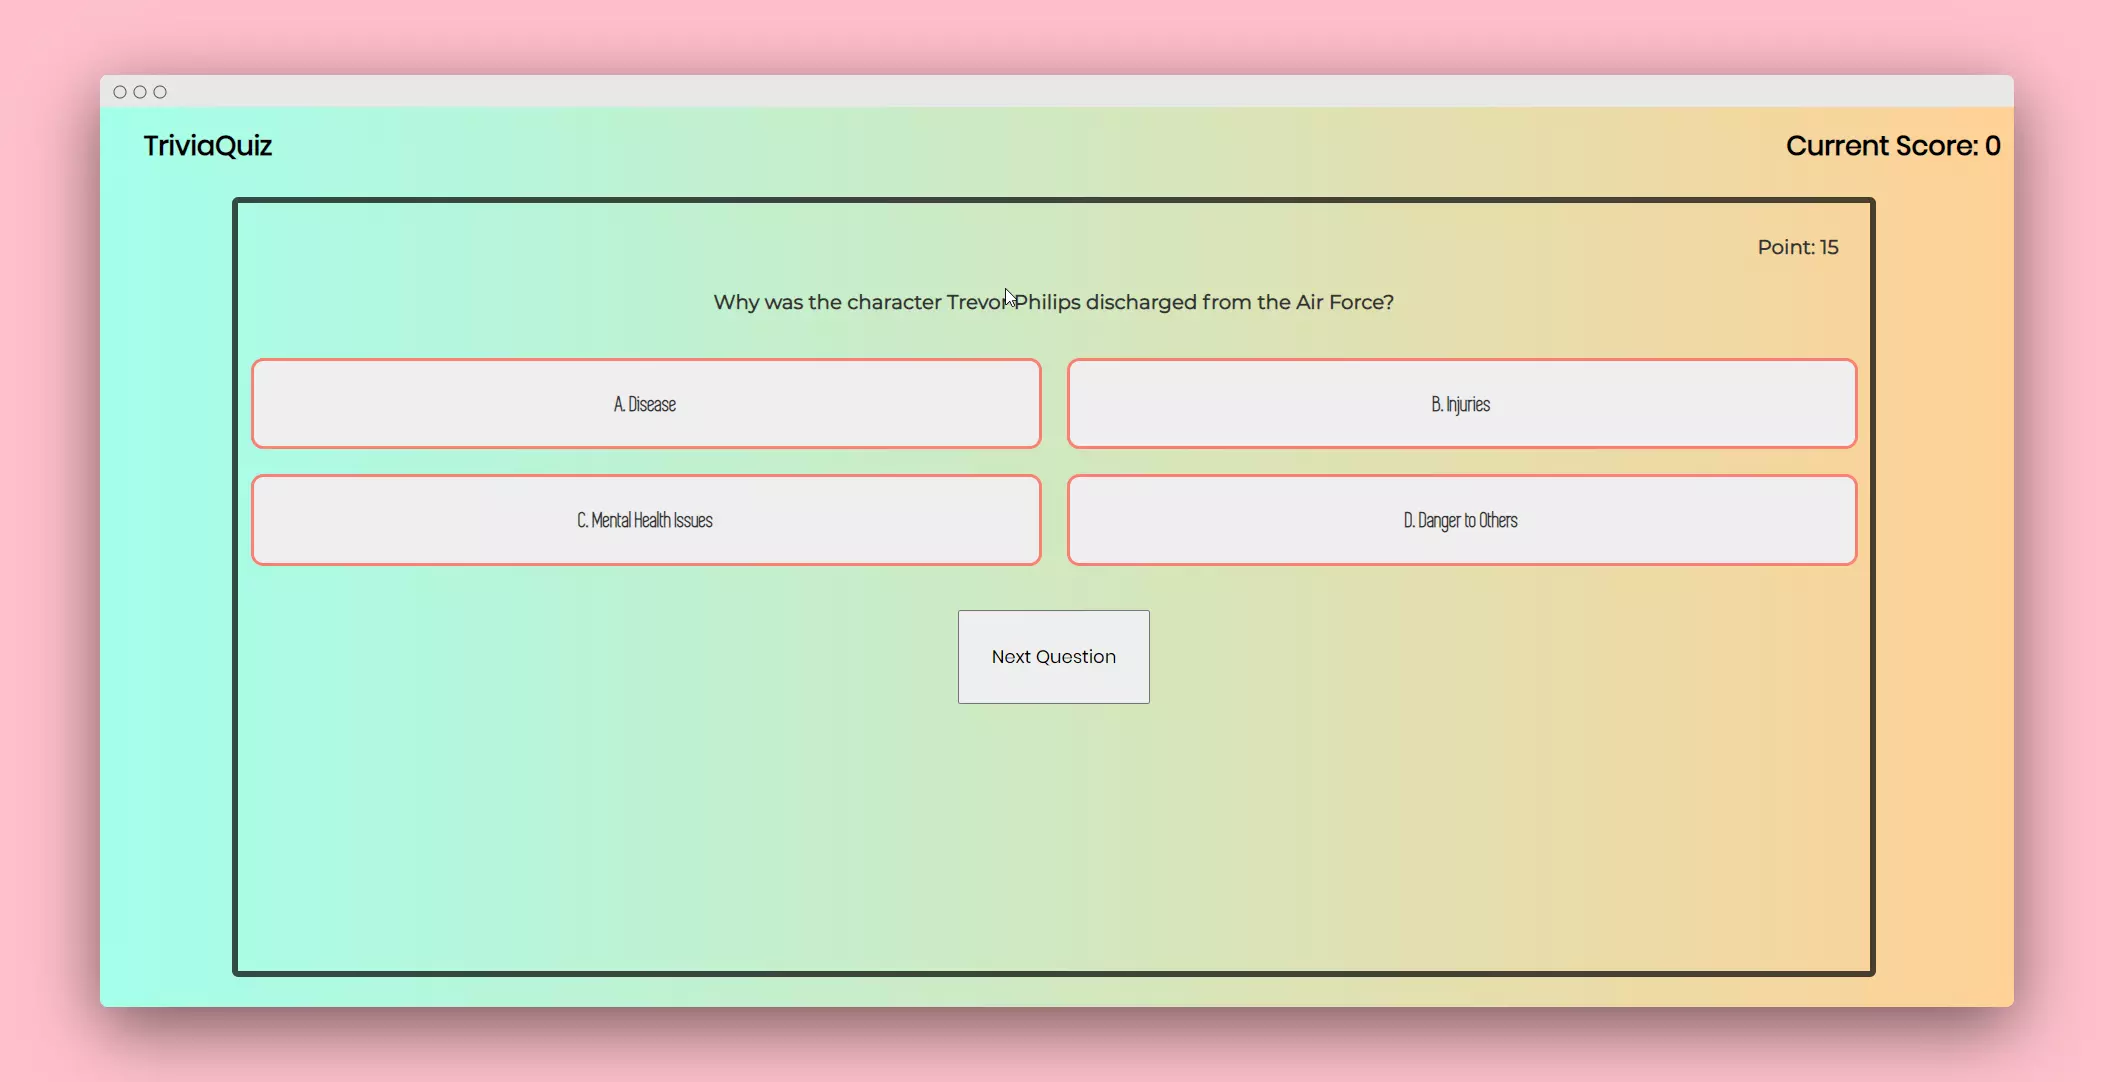 TriviaQuiz
Current Score: 0
Point: 15
Why was the character Trevor Philips discharged from the Air Force?
A. Disease
B. Injuries
C. Mental Health Issues
D. Danger to Others
Next Question